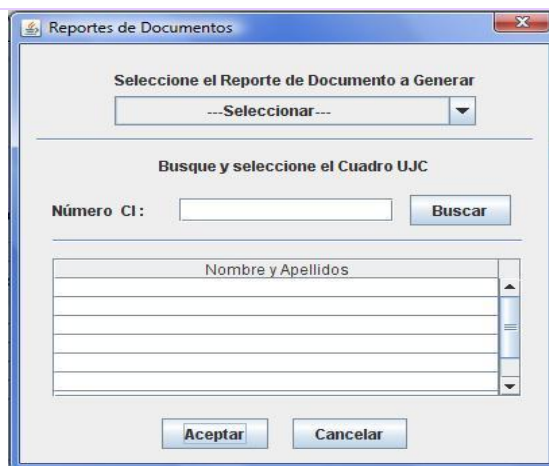 Reportes de Documentos
Seleccione el Reporte de Documento a Generar
---Seleccionar---
Busque y seleccione el Cuadro UJC
Número CI:
Buscar
Nombre y Apellidos
Aceptar
Cancelar